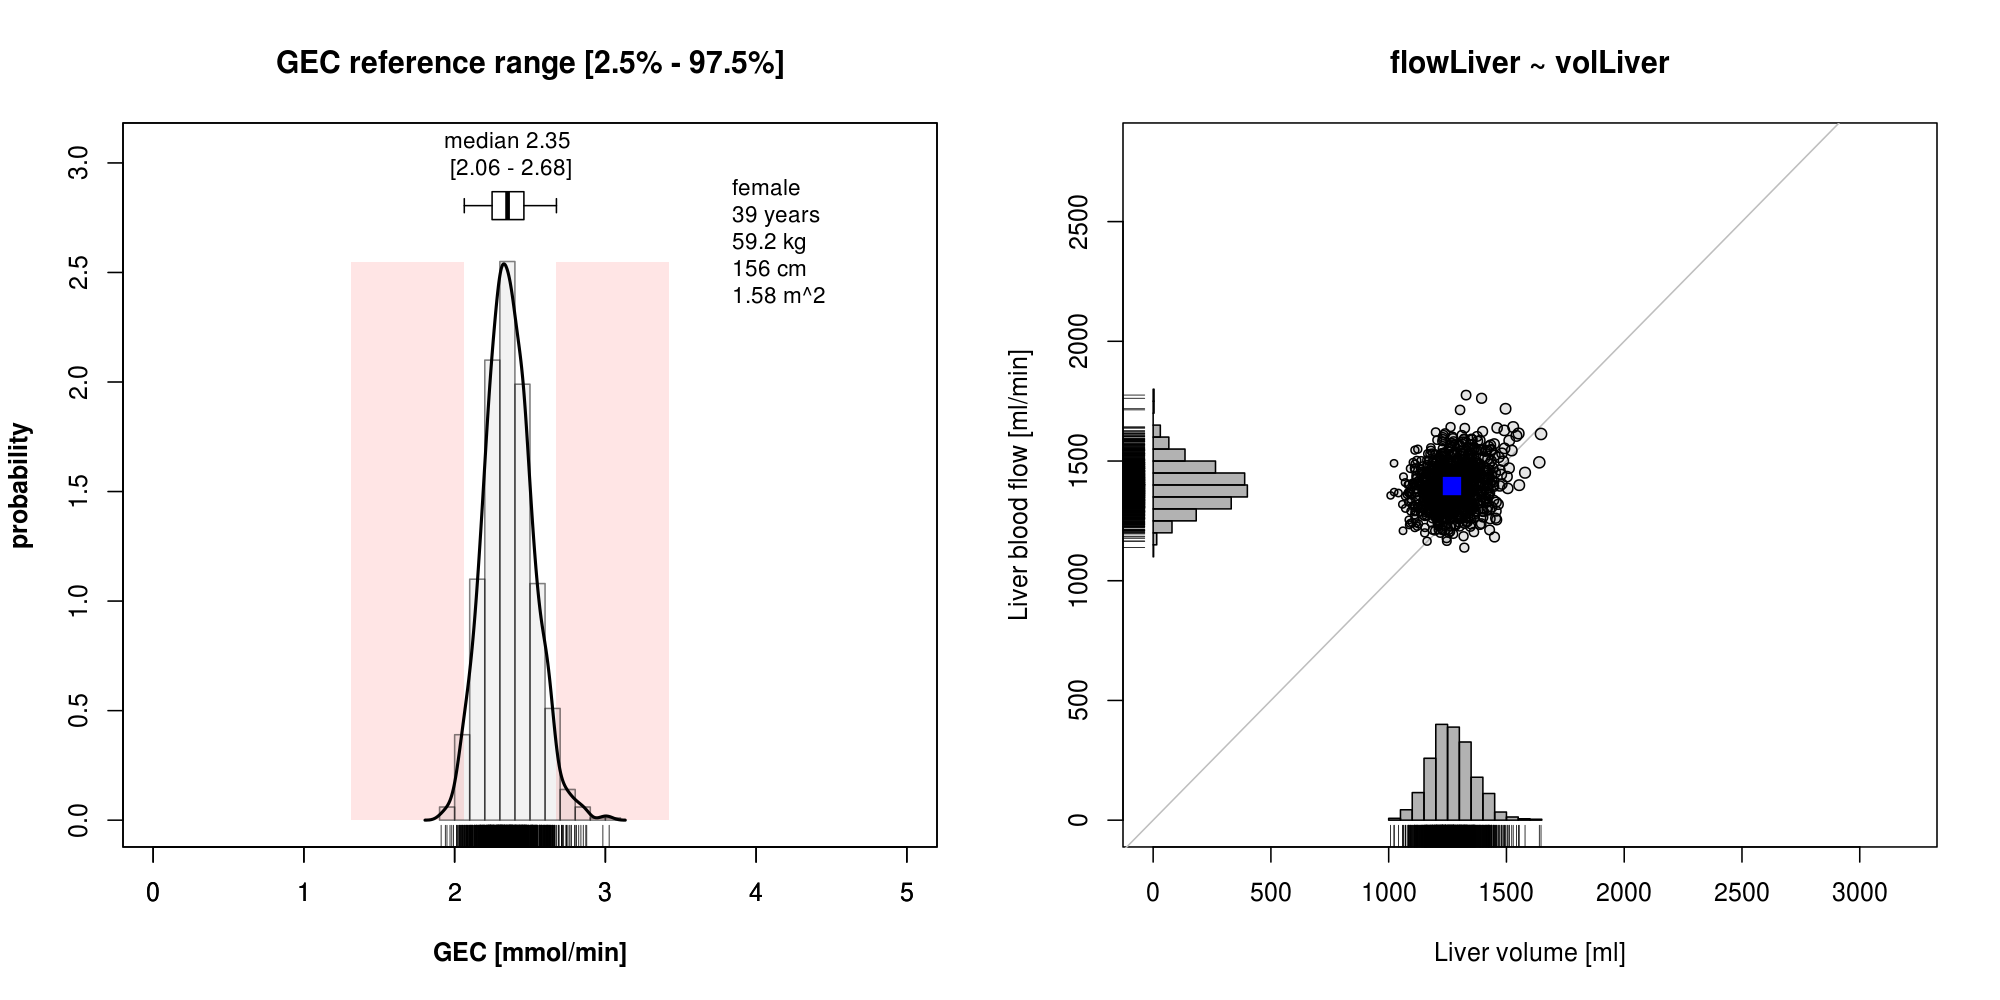 GEC reference range [2.5% - 97.5%]
median 2.35
[2.06 - 2.68]
female
39 years
59.2 kg
156 cm
1.58 m^2
probability
0.0
0.5
1.0
1.5
2.0
2.5
3.0
0
1
2
3
4
5
GEC [mmol/min]
flowLiver ~ volLiver
Liver blood flow [ml/min]
0
500
1000
1500
2000
2500
0
500
1000
1500
2000
2500
3000
Liver volume [ml]